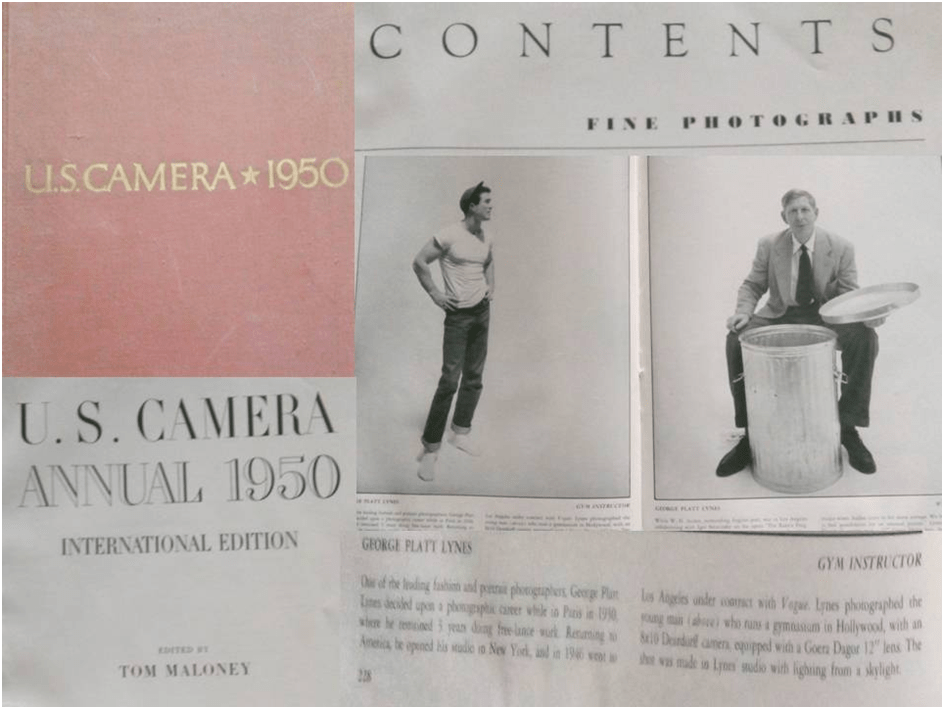 U.S. CAMERA ★ 1950
CONTENTS
FINE PHOTOGRAPHS
GYM INSTRUCTOR
GEORGE PLATT LYNES
U. S. CAMERA
ANNUAL 1950
INTERNATIONAL EDITION
EDITED BY
TOM MALONEY
GEORGE PLATT LYNES
One of the leading fashion and portrait photographers, George Platt
Lynes decided upon a photographic career while in Paris in 1930,
where he remained 3 years doing free-lance work. Returning to
America, he opened his studio in New York, and in 1946 went to
228
GYM INSTRUCTOR
Los Angeles under contract with Vogue. Lynes photographed the
young man (above) who runs a gymnasium in Hollywood, with an
8x10 Deardorff camera, equipped with a Goerz Dagor 12" lens. The
shot was made in Lynes studio with lighting from a skylight.